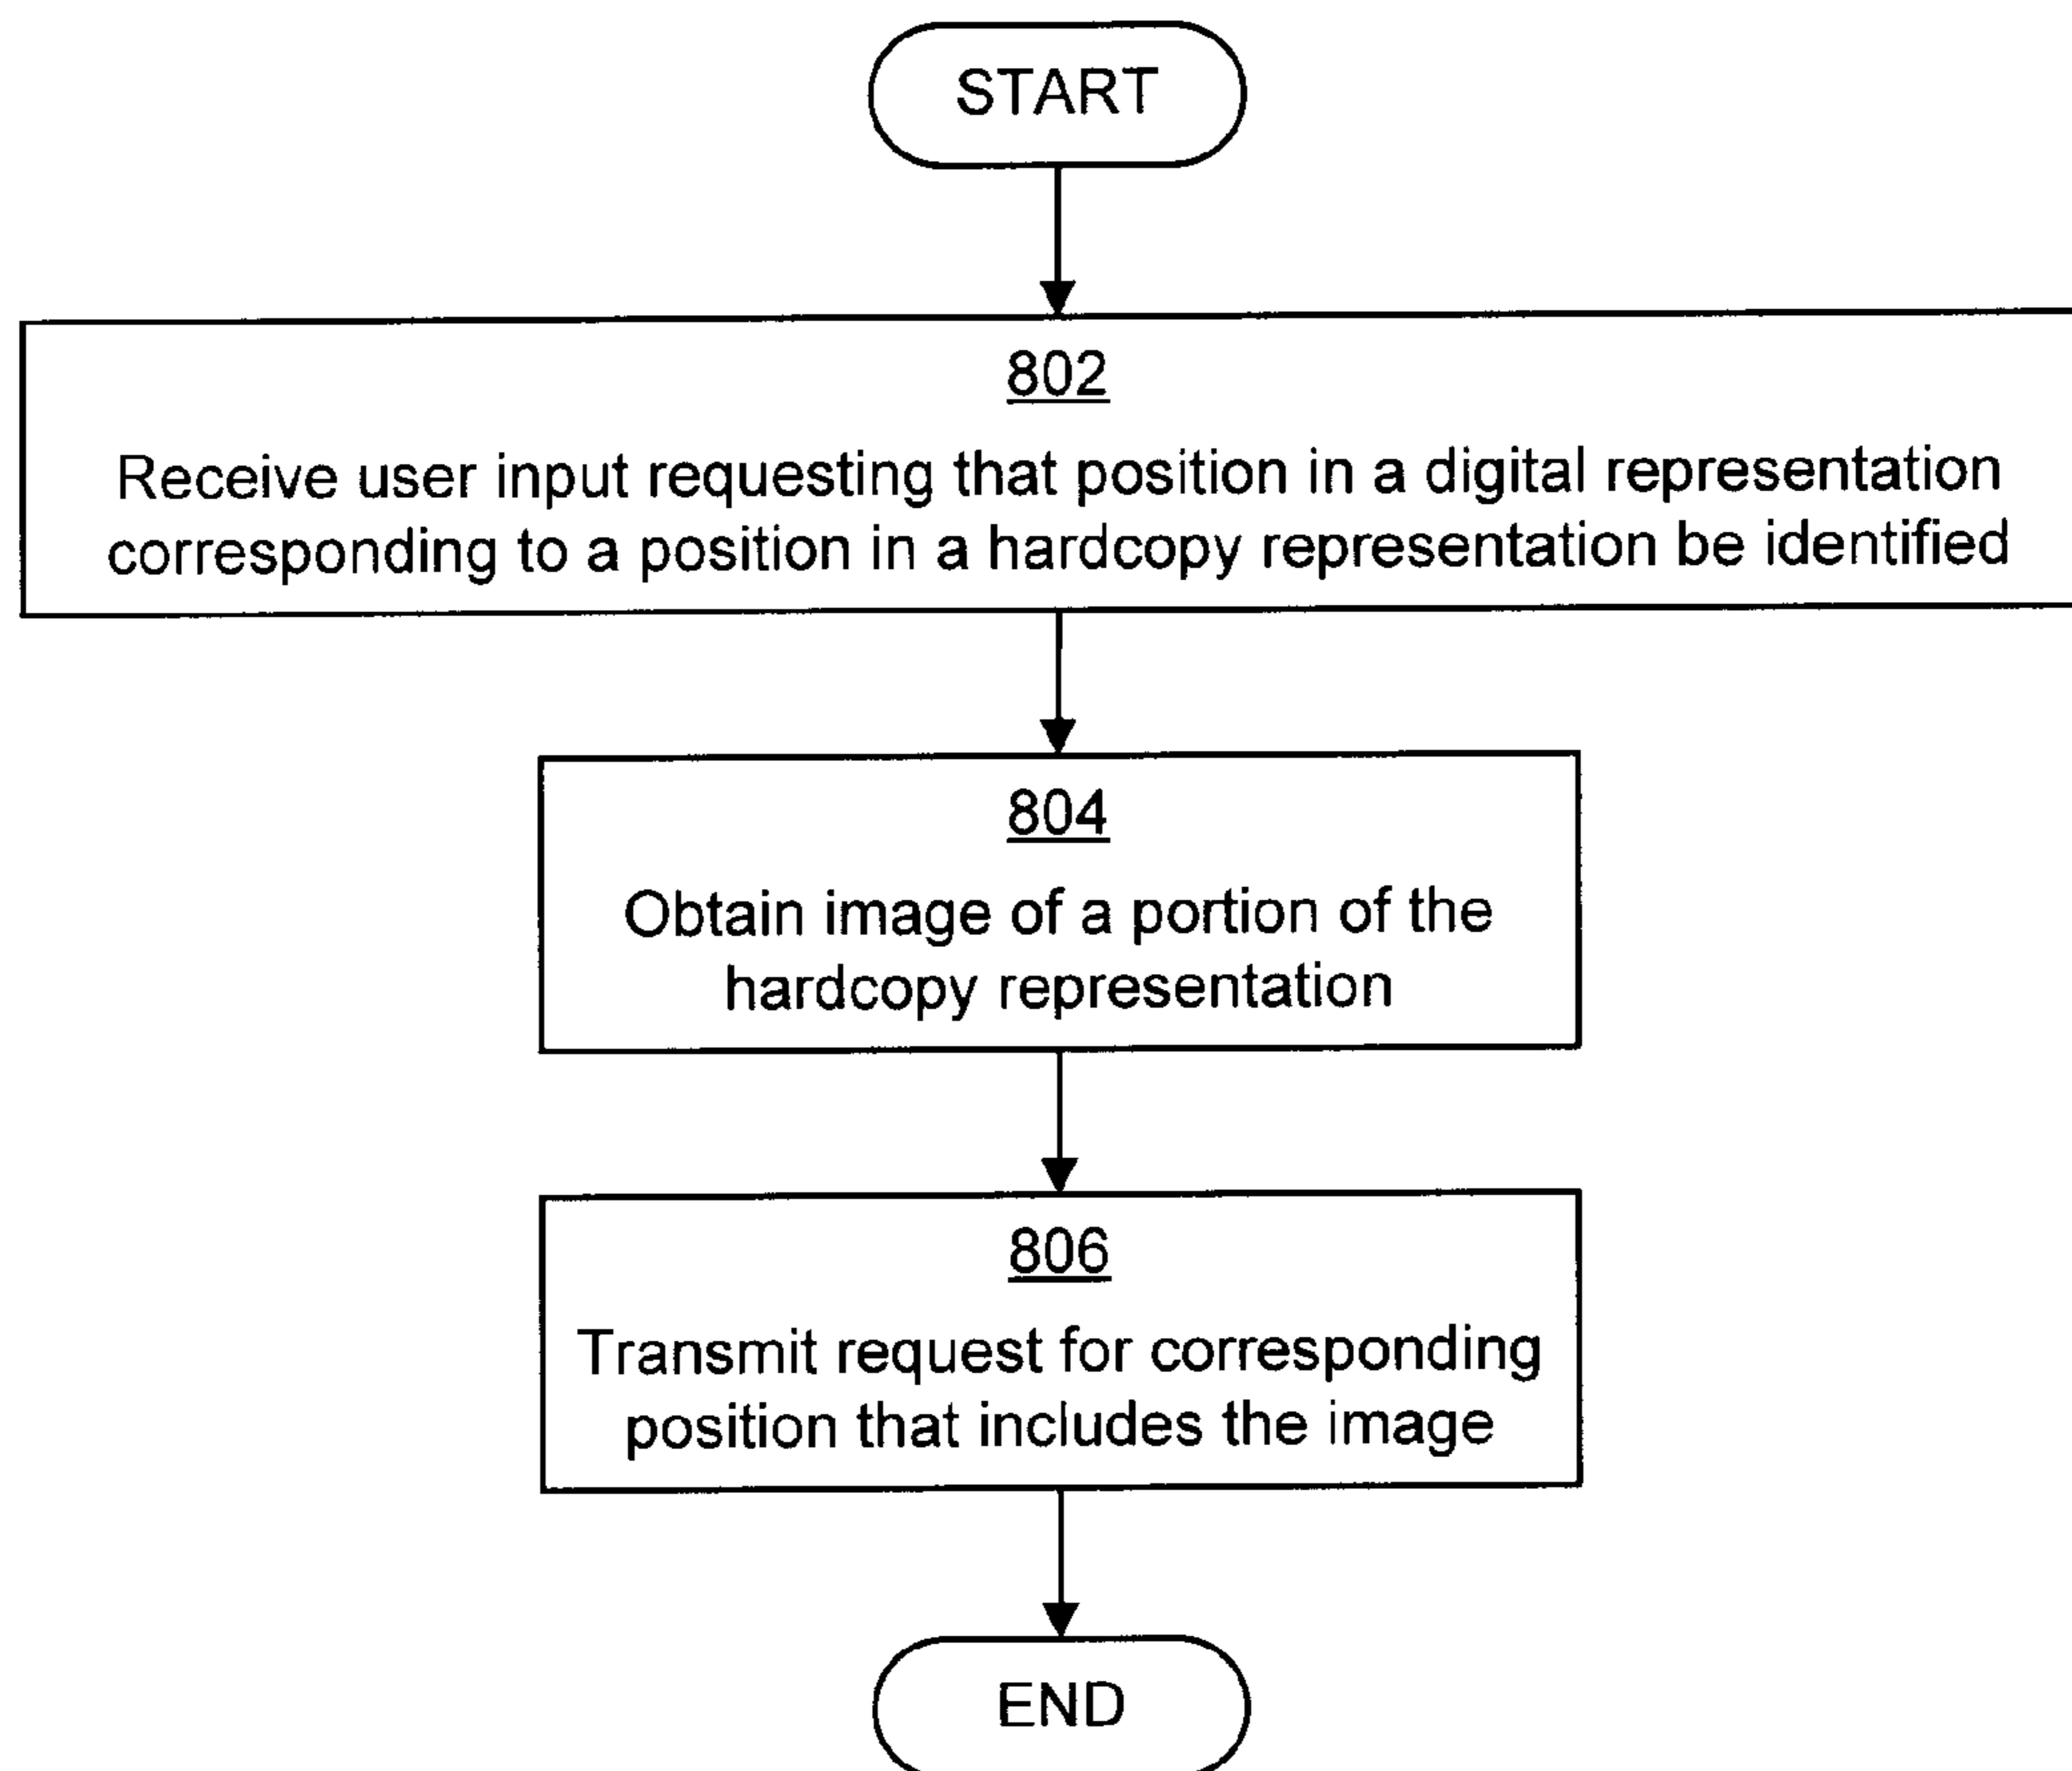 START
802
Receive user input requesting that position in a digital representation
corresponding to a position in a hardcopy representation be identified
804
Obtain image of a portion of the
hardcopy representation
806
Transmit request for corresponding
position that includes the image
END